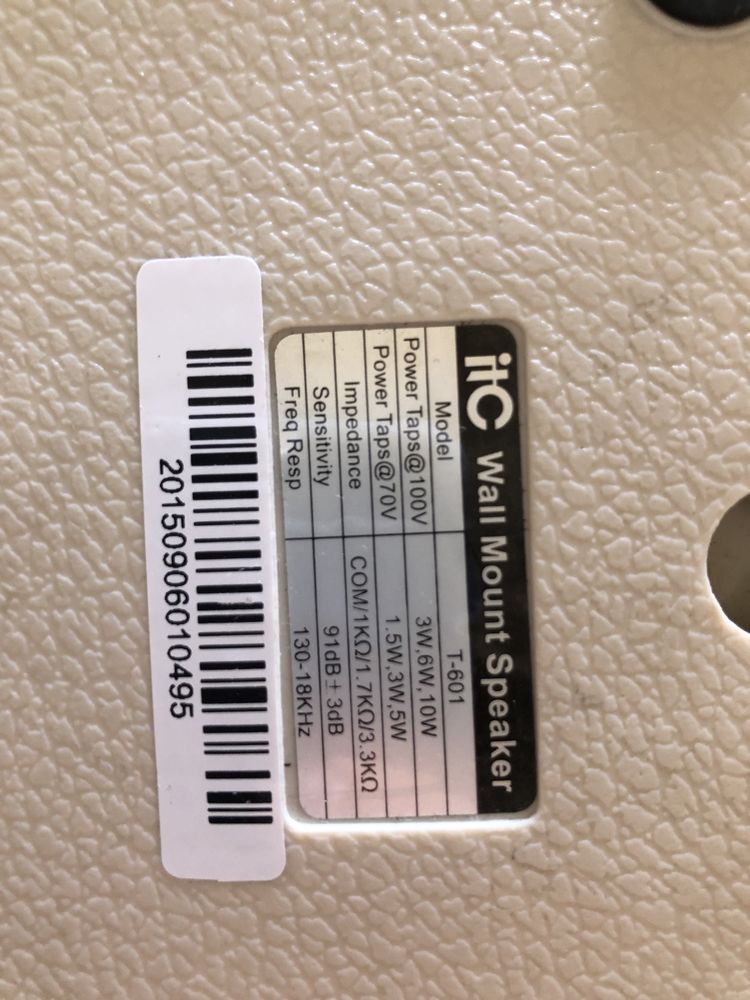 itC Wall Mount Speaker
Model T-601
Power Taps@100V 3W,6W,10W
Power Taps@70V 1.5W,3W,5W
Impedance COM/1KΩ/1.7KΩ/3.3KΩ
Sensitivity 91dB±3dB
Freq Resp 130-18KHz
20150906010495